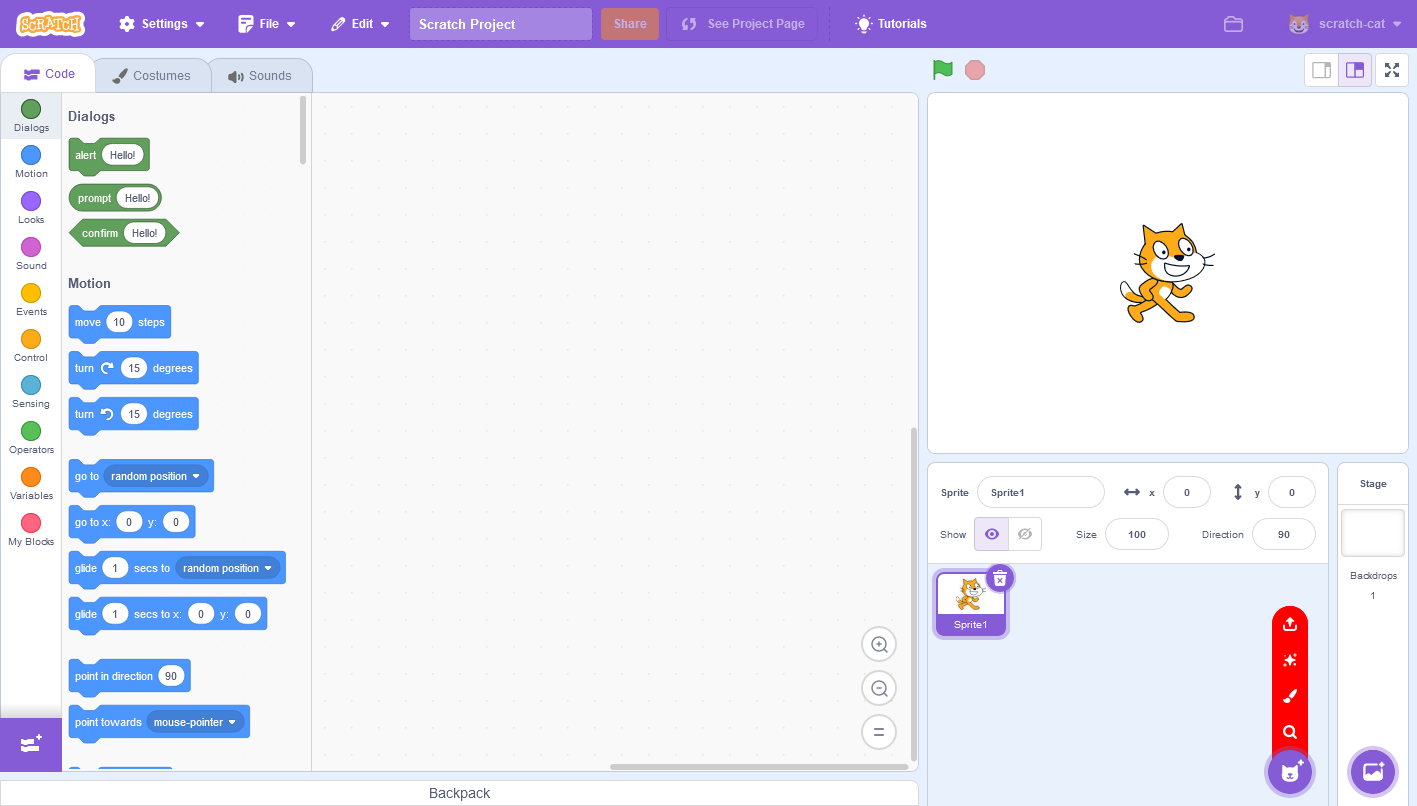 SCRATCH
Settings
File
Edit
Scratch Project
Share
See Project Page
Tutorials
scratch-cat
Code
Costumes
Sounds
Dialogs
Motion
Looks
Sound
Events
Control
Sensing
Operators
Variables
My Blocks
Dialogs
alert Hello!
prompt Hello!
confirm Hello!
Motion
move 10 steps
turn 15 degrees
turn 15 degrees
go to random position
go to x: 0 y: 0
glide 1 secs to random position
glide 1 secs to x: 0 y: 0
point in direction 90
point towards mouse-pointer
Backpack
Sprite Sprite1 x 0 y 0
Show Size 100 Direction 90
Sprite1
Stage
Backdrops
1